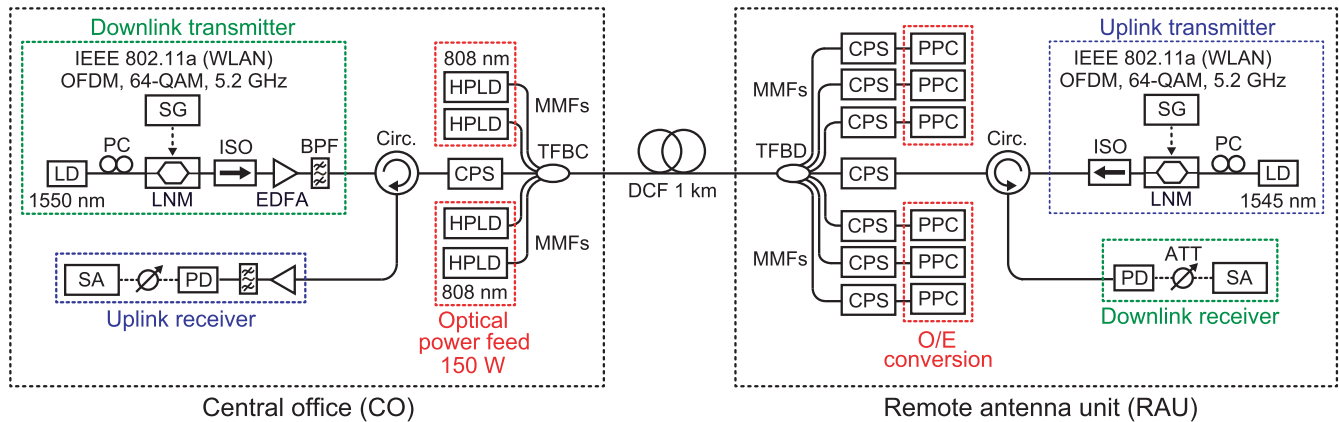 Downlink transmitter
IEEE 802.11a (WLAN)
OFDM, 64-QAM, 5.2 GHz
SG
PC
ISO
BPF
LD
1550 nm
LNM
EDFA
Circ.
CPS
808 nm
HPLD
HPLD
MMFs
TFBC
HPLD
HPLD
MMFs
808 nm
Optical
power feed
150 W
SA
PD
Uplink receiver
Central office (CO)
DCF 1 km
TFBD
MMFs
MMFs
CPS
PPC
CPS
PPC
CPS
PPC
CPS
CPS
PPC
CPS
PPC
CPS
PPC
O/E
conversion
Circ.
Uplink transmitter
IEEE 802.11a (WLAN)
OFDM, 64-QAM, 5.2 GHz
SG
ISO
PC
LNM
LD
1545 nm
PD
ATT
SA
Downlink receiver
Remote antenna unit (RAU)